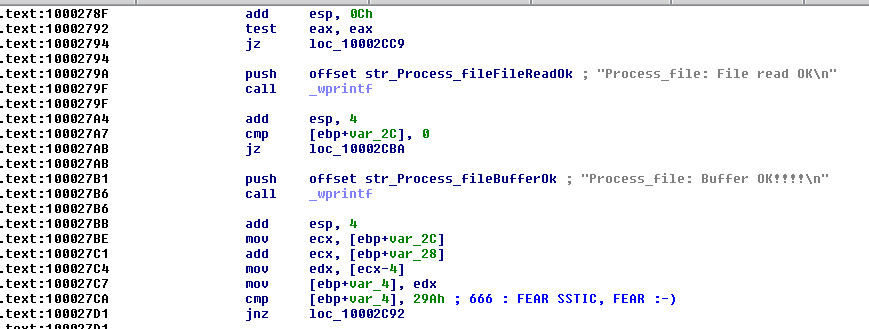 .text:1000278F add esp, 0Ch
.text:10002792 test eax, eax
.text:10002794 jz loc_10002CC9
.text:10002794
.text:1000279A push offset str_Process_fileFileReadOk ; "Process_file: File read OK\n"
.text:1000279F call _wprintf
.text:1000279F
.text:100027A4 add esp, 4
.text:100027A7 cmp [ebp+var_2C], 0
.text:100027AB jz loc_10002CBA
.text:100027AB
.text:100027B1 push offset str_Process_fileBufferOk ; "Process_file: Buffer OK!!!!\n"
.text:100027B6 call _wprintf
.text:100027B6
.text:100027BB add esp, 4
.text:100027BE mov ecx, [ebp+var_2C]
.text:100027C1 add ecx, [ebp+var_28]
.text:100027C4 mov edx, [ecx-4]
.text:100027C7 mov [ebp+var_4], edx
.text:100027CA cmp [ebp+var_4], 29Ah ; 666 : FEAR SSTIC, FEAR :-)
.text:100027D1 jnz loc_10002C92